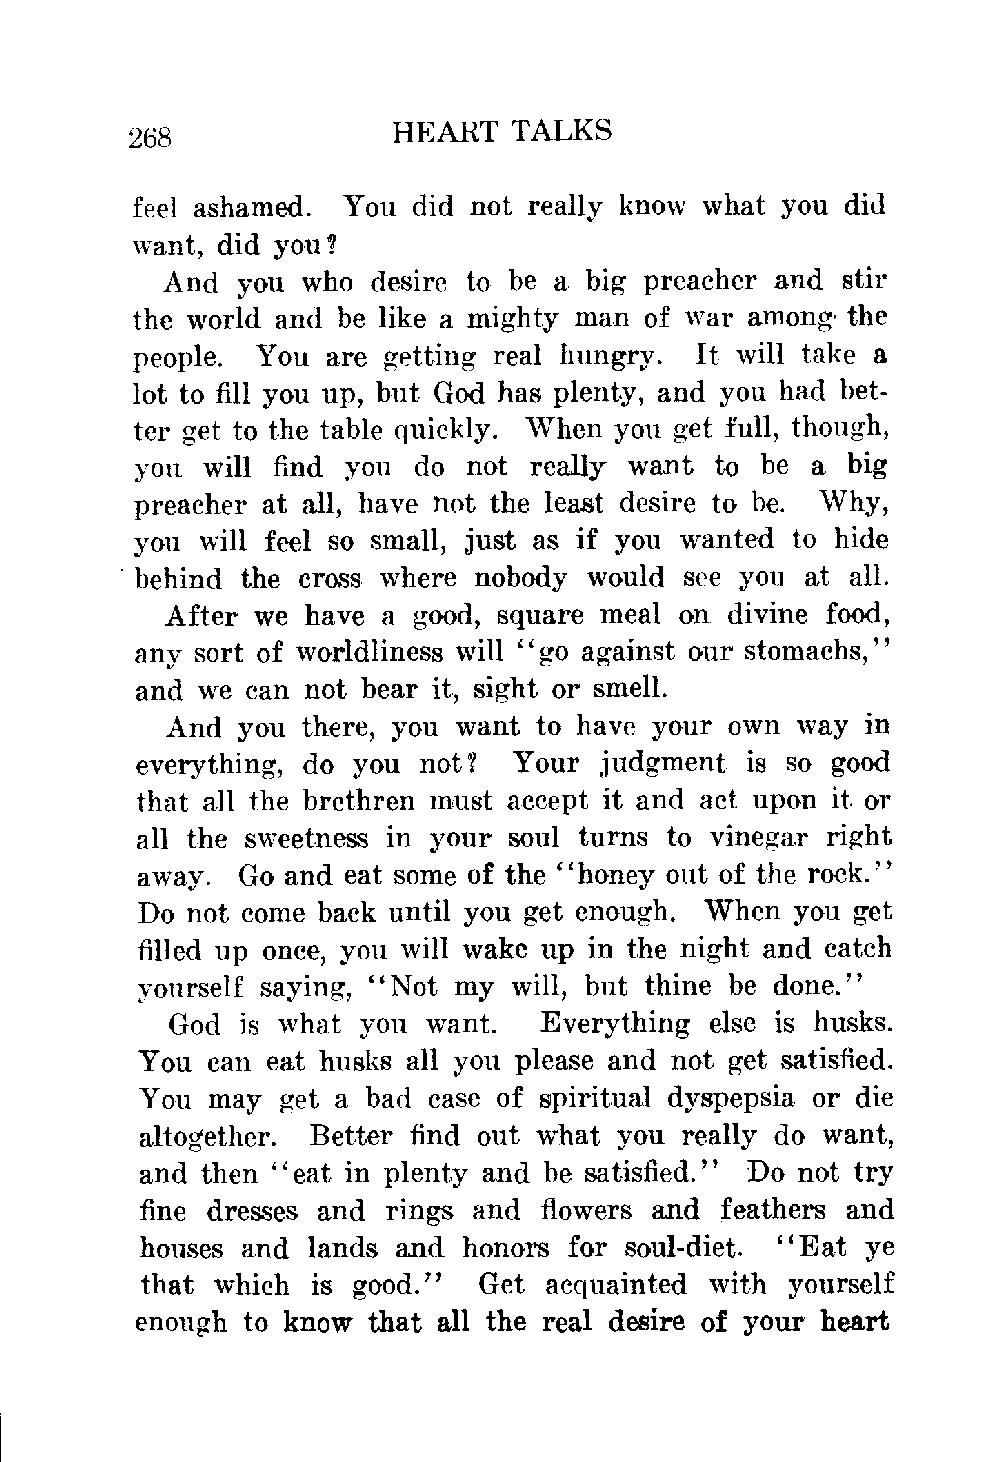 268 HEART TALKS
feel ashamed. You did not really know what you did
want, did you?
And you who desire to be a big preacher and stir
the world and be like a mighty man of war among the
people. You are getting real hungry. It will take a
lot to fill you up, but God has plenty, and you had bet-
ter get to the table quickly. When you get full, though,
you will find you do not really want to be a big
preacher at all, have not the least desire to be. Why,
you will feel so small, just as if you wanted to hide
behind the cross where nobody would see you at all.
After we have a good, square meal on divine food,
any sort of worldliness will "go against our stomachs,"
and we can not bear it, sight or smell.
And you there, you want to have your own way in
everything, do you not? Your judgment is so good
that all the brethren must accept it and act upon it or
all the sweetness in your soul turns to vinegar right
away. Go and eat some of the "honey out of the rock."
Do not come back until you get enough. When you get
filled up once, you will wake up in the night and catch
yourself saying, "Not my will, but thine be done."
God is what you want. Everything else is husks.
You can eat husks all you please and not get satisfied.
You may get a bad case of spiritual dyspepsia or die
altogether. Better find out what you really do want,
and then "eat in plenty and be satisfied." Do not try
fine dresses and rings and flowers and feathers and
houses and lands and honors for soul-diet. "Eat ye
that which is good." Get acquainted with yourself
enough to know that all the real desire of your heart